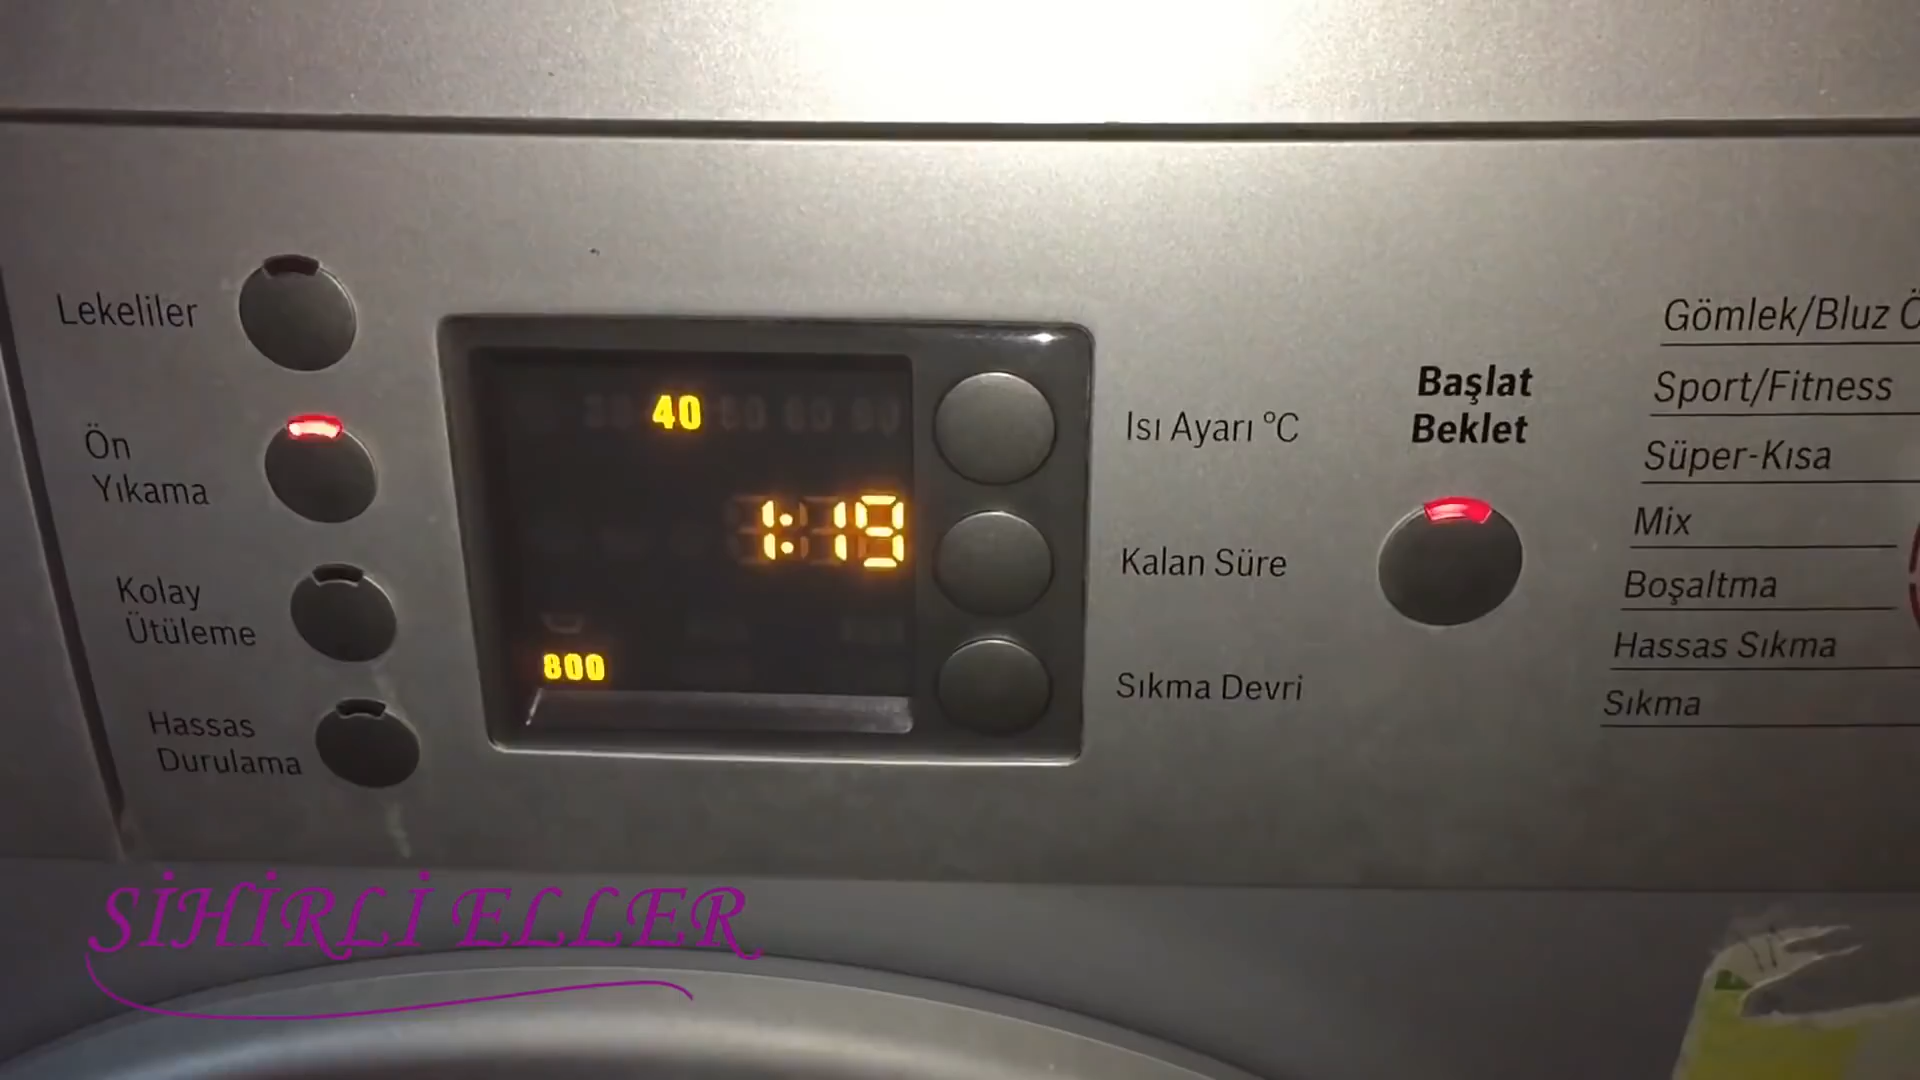 Lekeliler
Ön
Yıkama
Kolay
Ütüleme
Hassas
Durulama
40
1:19
800
Isı Ayarı °C
Kalan Süre
Sıkma Devri
Başlat
Beklet
Gömlek/Bluz
Sport/Fitness
Süper-Kısa
Mix
Boşaltma
Hassas Sıkma
Sıkma
SİHİRLİ ELLER